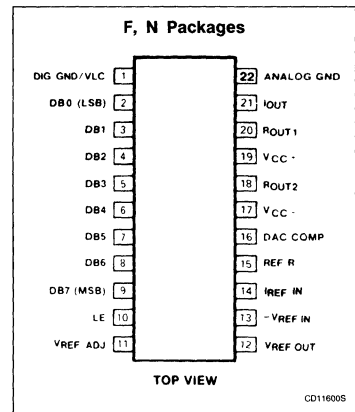 F, N Packages
DIG GND/VLC 1 22 ANALOG GND
DB0 (LSB) 2 21 IOUT
DB1 3 20 ROUT1
DB2 4 19 VCC -
DB3 5 18 ROUT2
DB4 6 17 VCC -
DB5 7 16 DAC COMP
DB6 8 15 REF R
DB7 (MSB) 9 14 IREF IN
LE 10 13 -VREF IN
VREF ADJ 11 12 VREF OUT
TOP VIEW
CD11600S